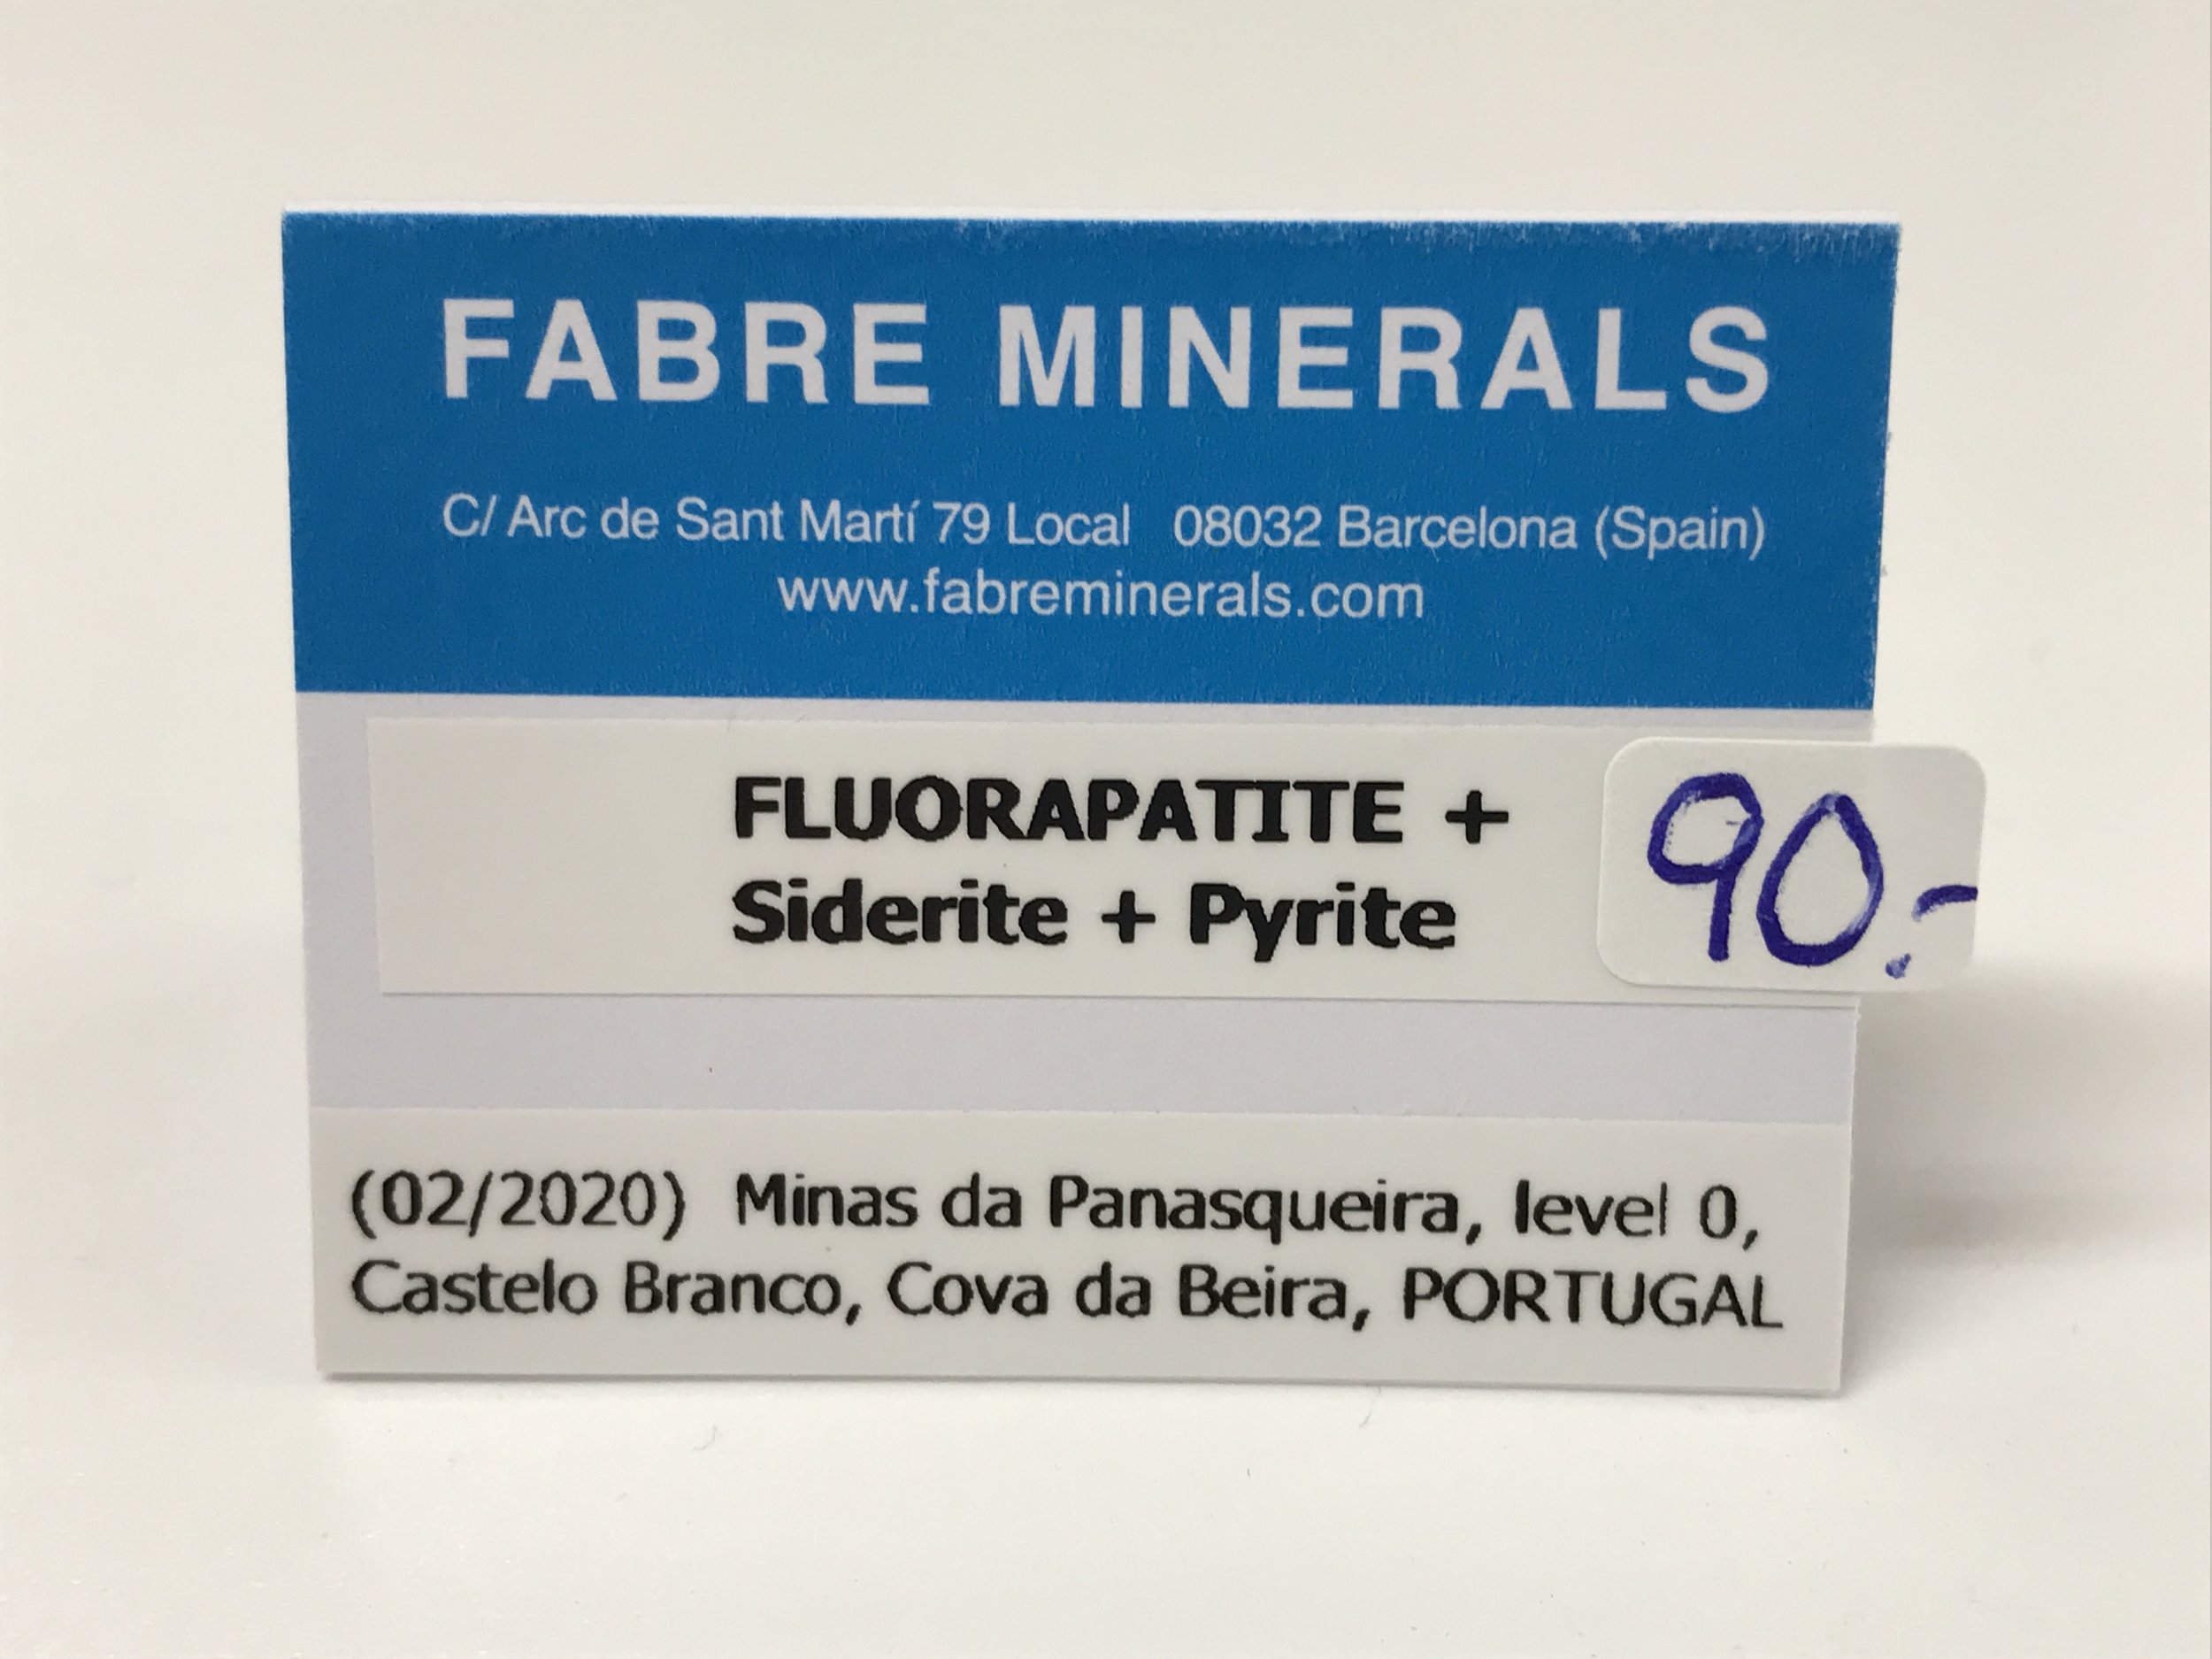 FABRE MINERALS
C/ Arc de Sant Martí 79 Local 08032 Barcelona (Spain)
www.fabreminerals.com
FLUORAPATITE +
Siderite + Pyrite
90.-
(02/2020) Minas da Panasqueira, level 0,
Castelo Branco, Cova da Beira, PORTUGAL